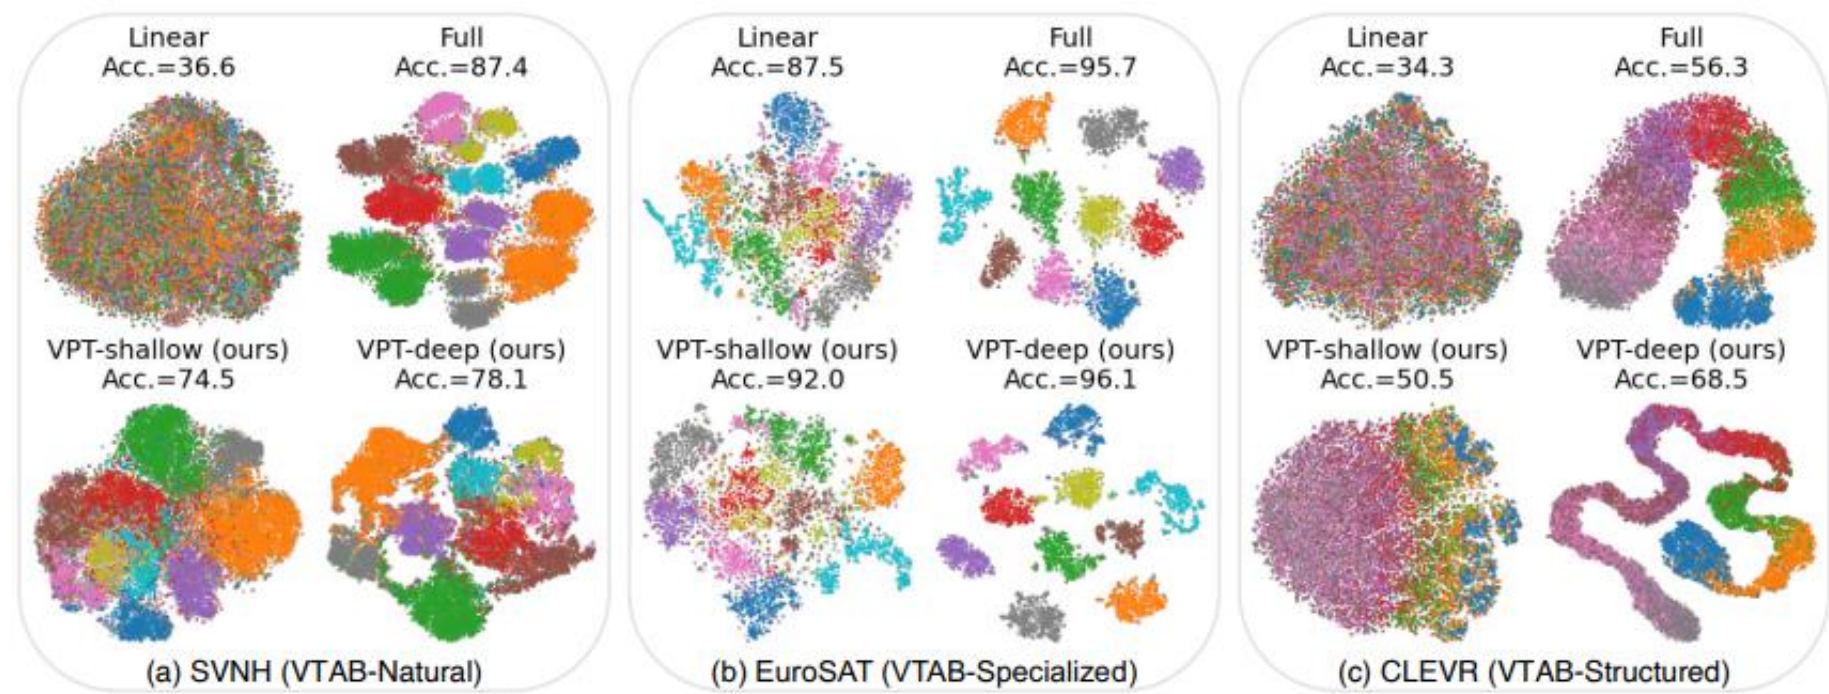 Linear
Acc.=36.6
Full
Acc.=87.4
VPT-shallow (ours)
Acc.=74.5
VPT-deep (ours)
Acc.=78.1
(a) SVNH (VTAB-Natural)
Linear
Acc.=87.5
Full
Acc.=95.7
VPT-shallow (ours)
Acc.=92.0
VPT-deep (ours)
Acc.=96.1
(b) EuroSAT (VTAB-Specialized)
Linear
Acc.=34.3
Full
Acc.=56.3
VPT-shallow (ours)
Acc.=50.5
VPT-deep (ours)
Acc.=68.5
(c) CLEVR (VTAB-Structured)